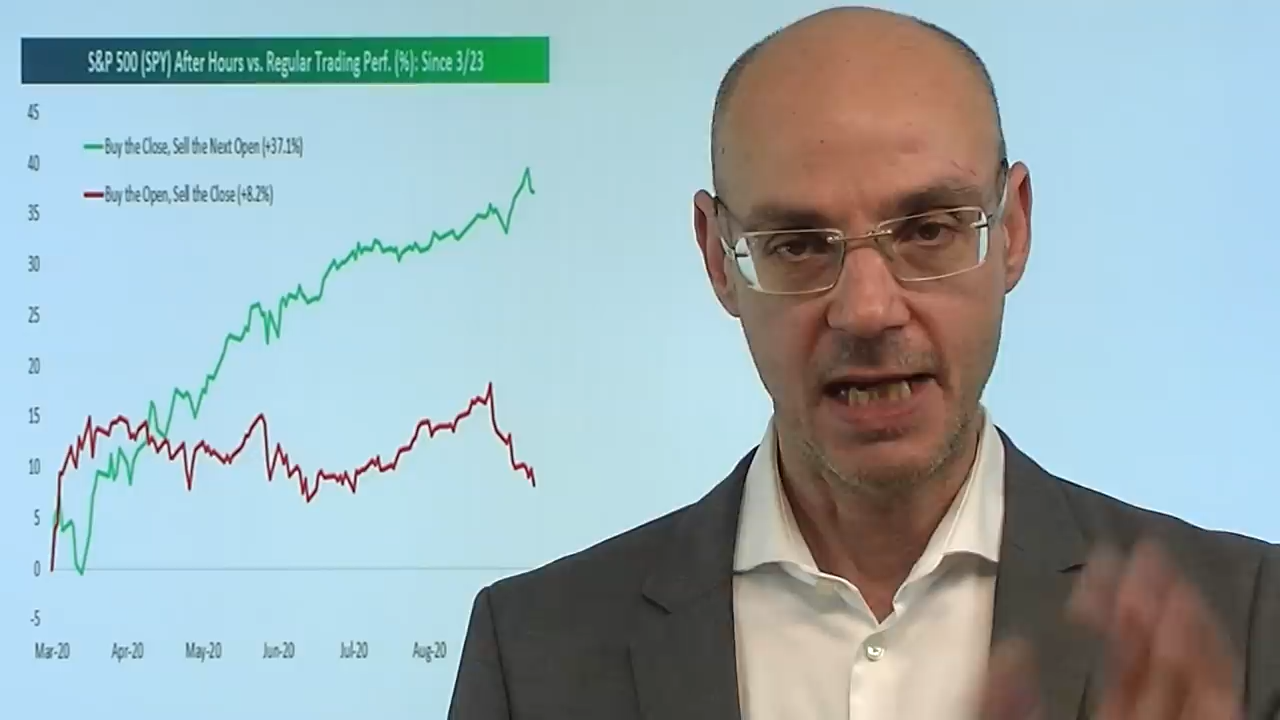 S&P 500 (SPY) After Hours vs. Regular Trading Perf. (%): Since 3/23
45
Buy the Close, Sell the Next Open (+37.1%)
40
Buy the Open, Sell the Close (+8.2%)
35
30
25
20
15
10
5
0
-5
Mar-20 Apr-20 May-20 Jun-20 Jul-20 Aug-20